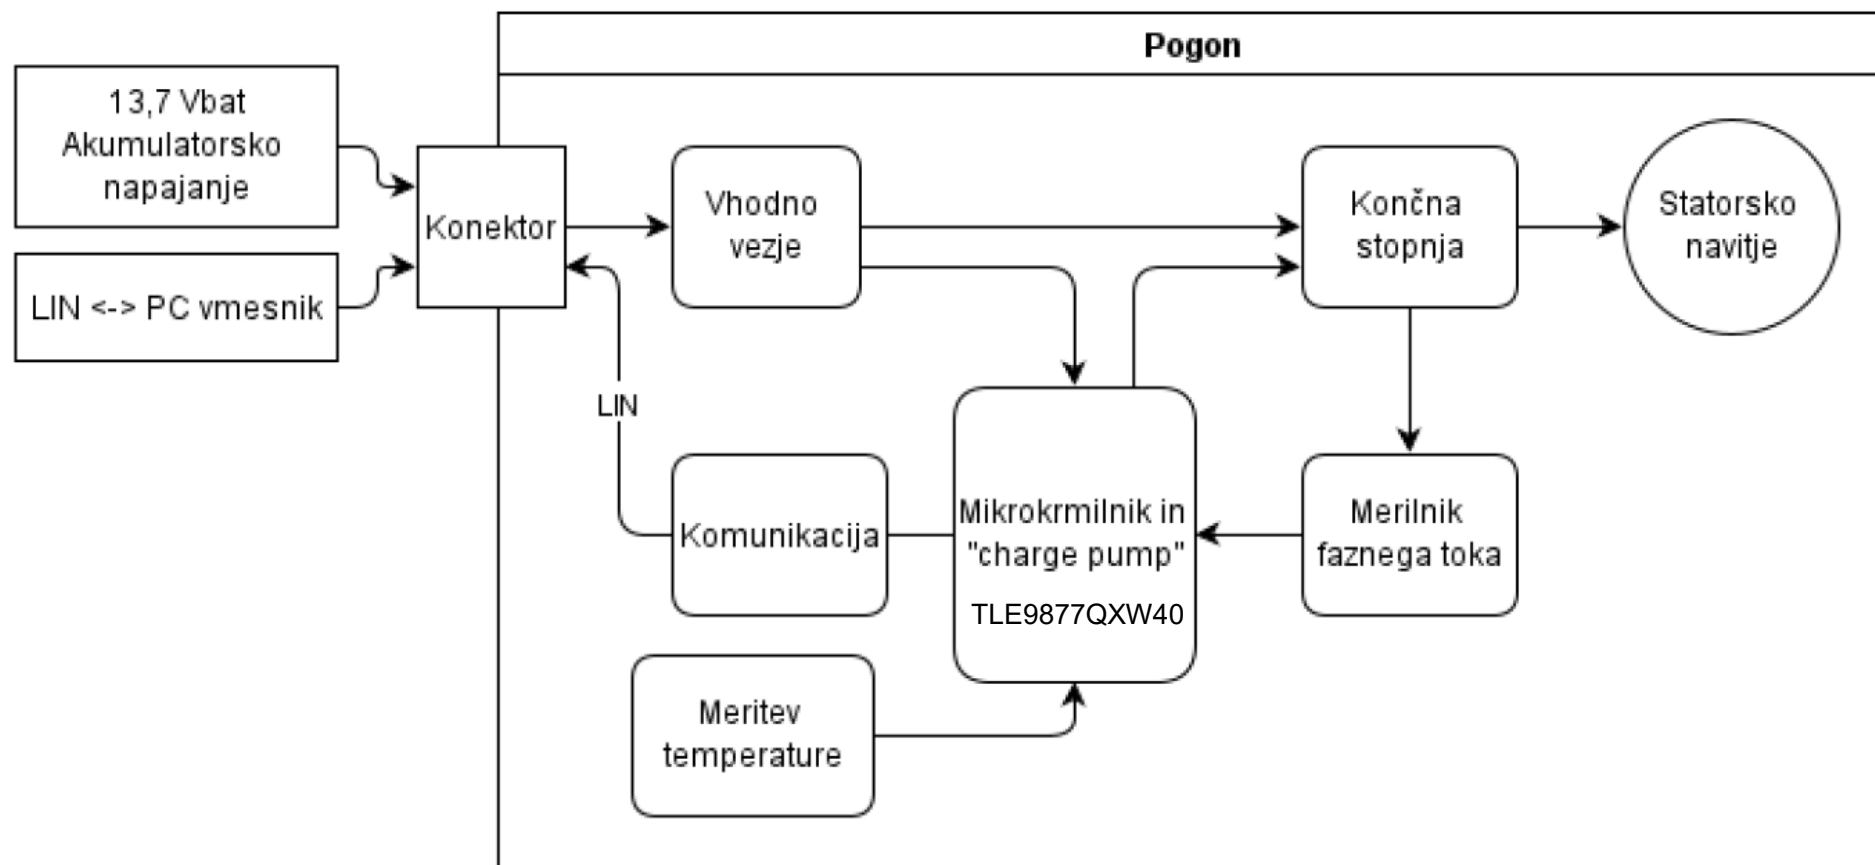 Pogon
13,7 Vbat
Akumulatorsko
napajanje
LIN <-> PC vmesnik
Konektor
Vhodno
vezje
Končna
stopnja
Statorsko
navitje
LIN
Komunikacija
Mikrokrmilnik in
"charge pump"
TLE9877QXW40
Merilnik
faznega toka
Meritev
temperature